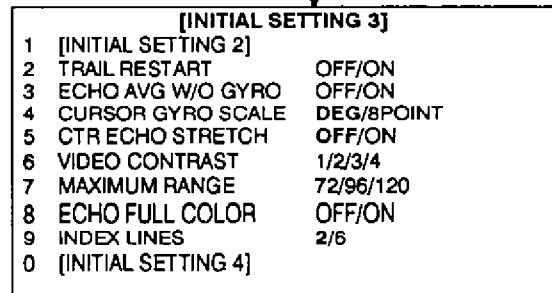 [INITIAL SETTING 3]
1 [INITIAL SETTING 2]
2 TRAIL RESTART OFF/ON
3 ECHO AVG W/O GYRO OFF/ON
4 CURSOR GYRO SCALE DEG/8POINT
5 CTR ECHO STRETCH OFF/ON
6 VIDEO CONTRAST 1/2/3/4
7 MAXIMUM RANGE 72/96/120
8 ECHO FULL COLOR OFF/ON
9 INDEX LINES 2/6
0 [INITIAL SETTING 4]